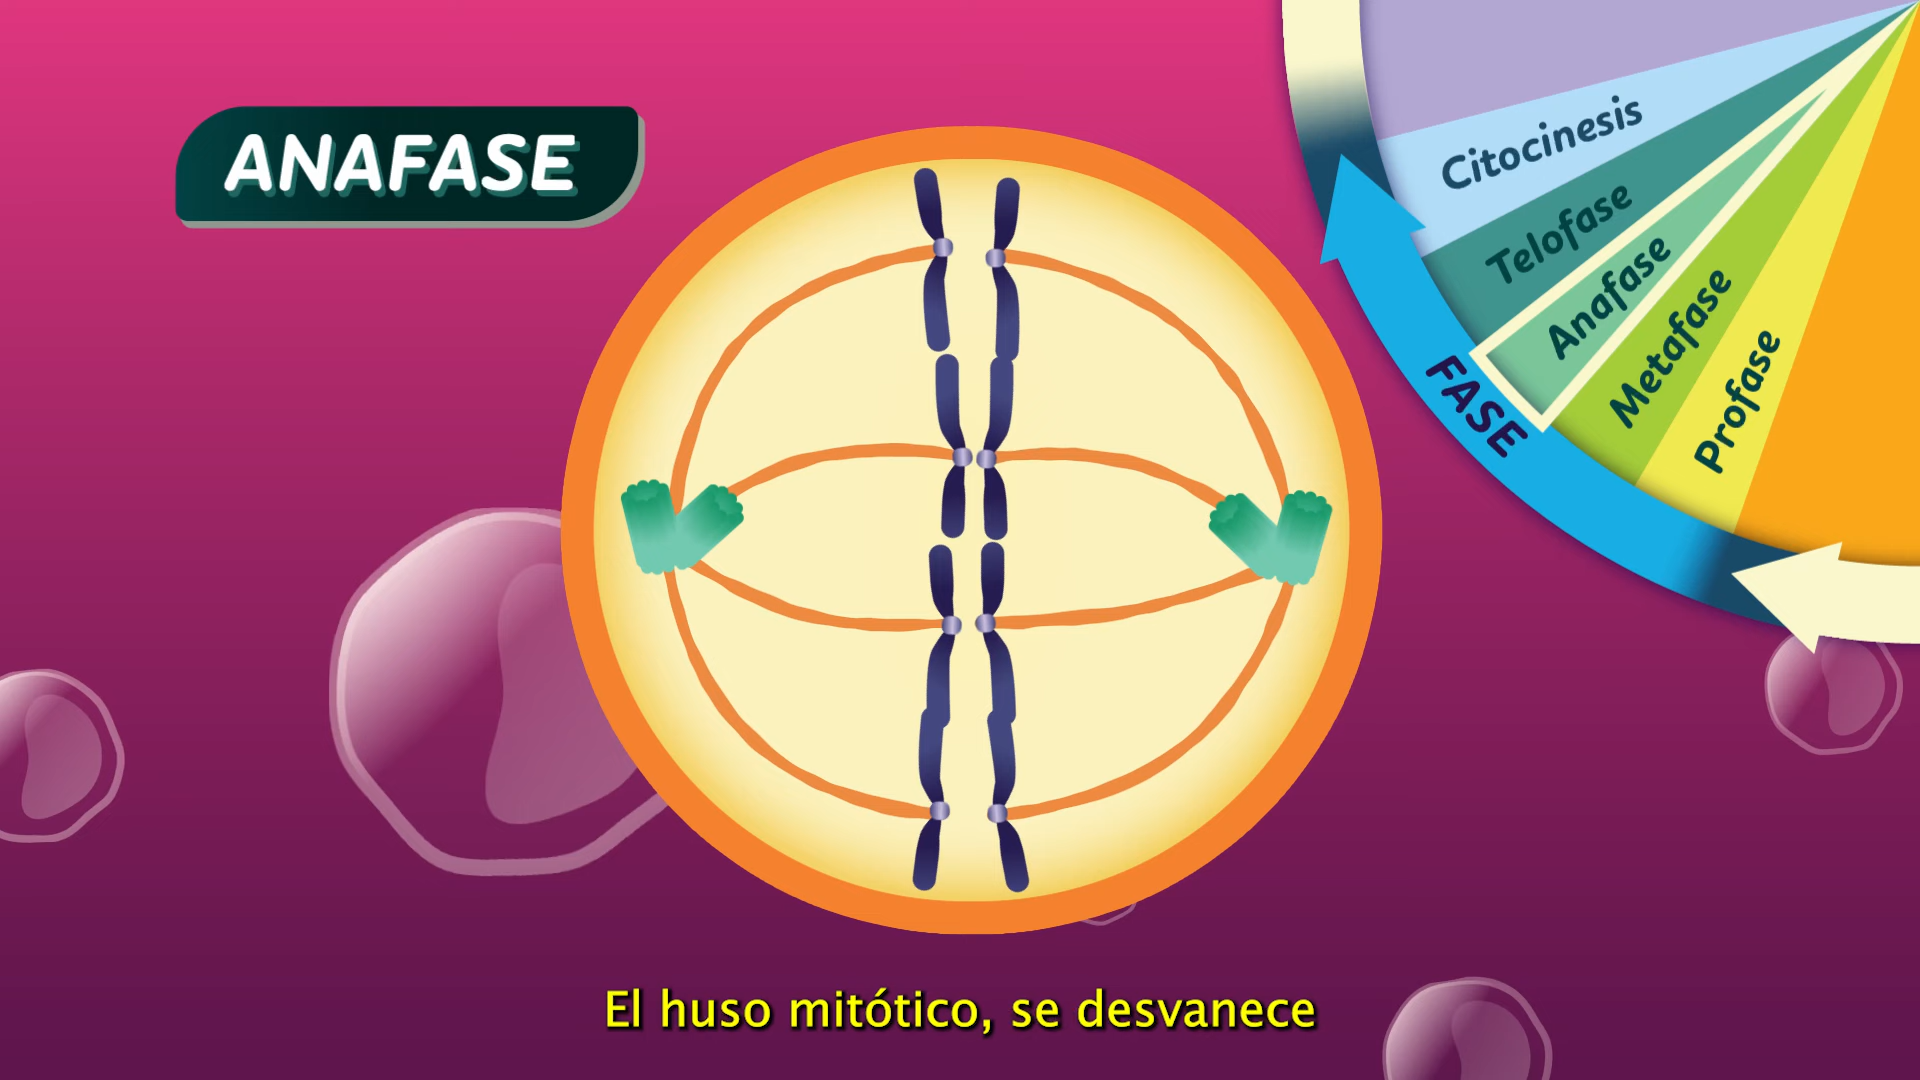 ANAFASE
Citocinesis
Telofase
Anafase
Metafase
Profase
FASE
El huso mitótico, se desvanece